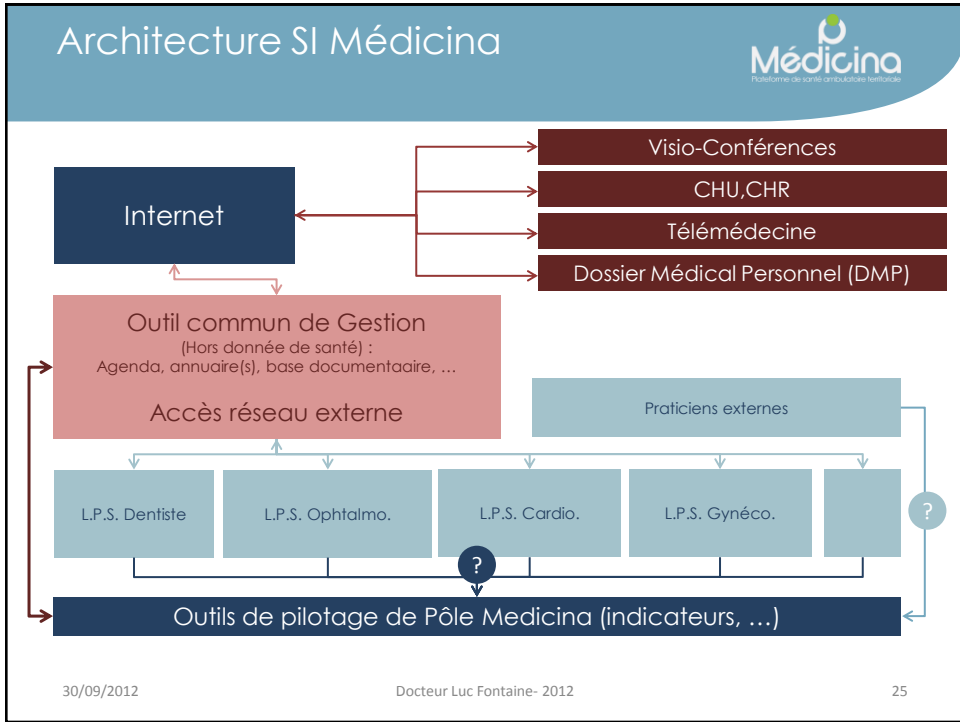 Architecture SI Médicina
Médicina
Plateforme de santé ambulatoire territoriale
Visio-Conférences
Internet
CHU,CHR
Télémédecine
Dossier Médical Personnel (DMP)
Outil commun de Gestion
(Hors donnée de santé) :
Agenda, annuaire(s), base documentaaire, …
Accès réseau externe
Praticiens externes
L.P.S. Dentiste
L.P.S. Ophtalmo.
L.P.S. Cardio.
L.P.S. Gynéco.
?
?
Outils de pilotage de Pôle Medicina (indicateurs, …)
30/09/2012
Docteur Luc Fontaine- 2012
25